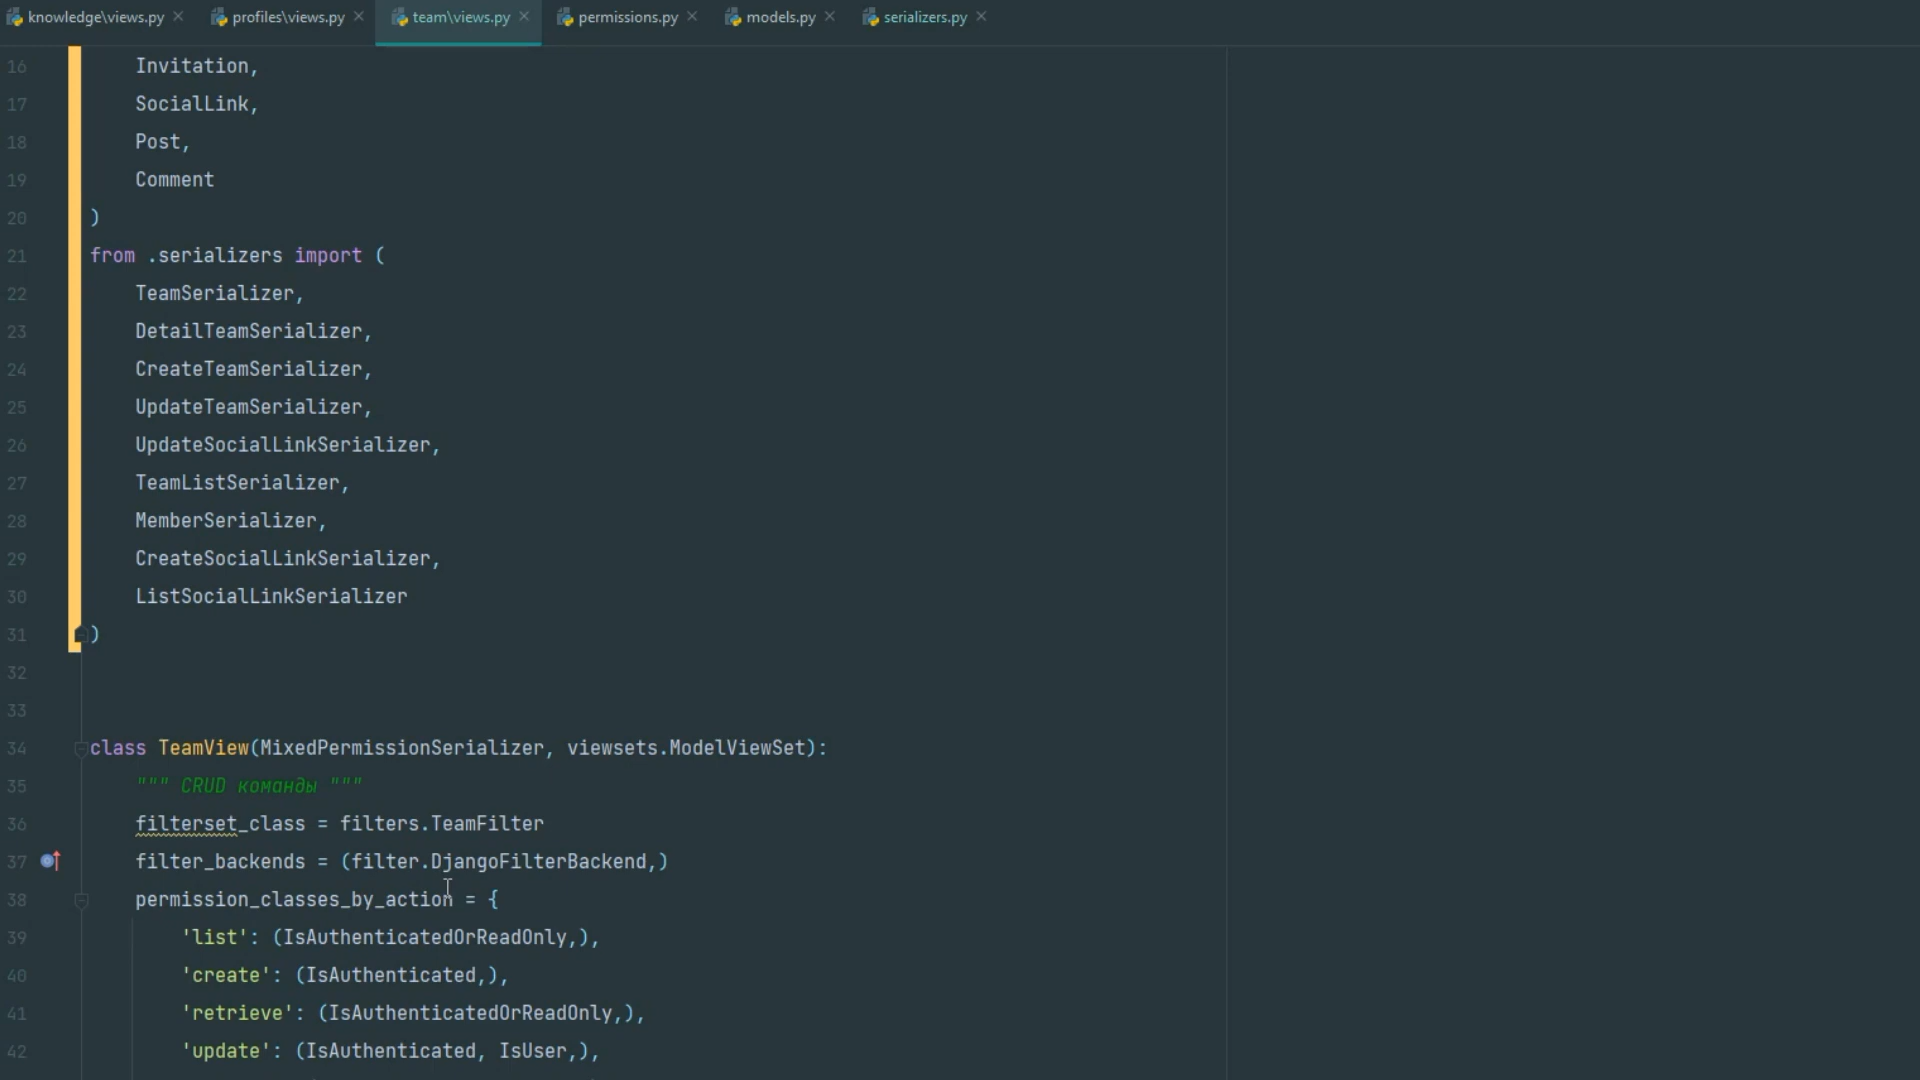 knowledge\views.py
profiles\views.py
team\views.py
permissions.py
models.py
serializers.py
16 Invitation,
17 SocialLink,
18 Post,
19 Comment
20 )
21 from .serializers import (
22 TeamSerializer,
23 DetailTeamSerializer,
24 CreateTeamSerializer,
25 UpdateTeamSerializer,
26 UpdateSocialLinkSerializer,
27 TeamListSerializer,
28 MemberSerializer,
29 CreateSocialLinkSerializer,
30 ListSocialLinkSerializer
31 )
32
33
34 class TeamView(MixedPermissionSerializer, viewsets.ModelViewSet):
35 """ CRUD команды """
36 filterset_class = filters.TeamFilter
37 filter_backends = (filter.DjangoFilterBackend,)
38 permission_classes_by_action = {
39 'list': (IsAuthenticatedOrReadOnly,),
40 'create': (IsAuthenticated,),
41 'retrieve': (IsAuthenticatedOrReadOnly,),
42 'update': (IsAuthenticated, IsUser,),